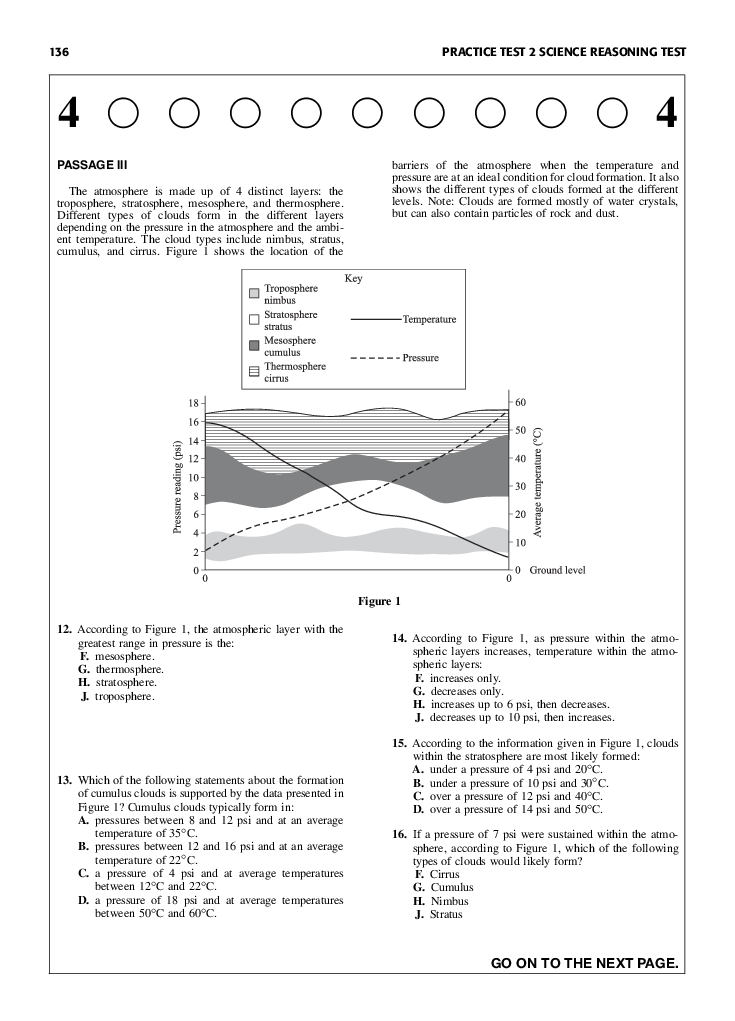 136
PRACTICE TEST 2 SCIENCE REASONING TEST
4
4
PASSAGE III
The atmosphere is made up of 4 distinct layers: the
troposphere, stratosphere, mesosphere, and thermosphere.
Different types of clouds form in the different layers
depending on the pressure in the atmosphere and the ambi-
ent temperature. The cloud types include nimbus, stratus,
cumulus, and cirrus. Figure 1 shows the location of the
barriers of the atmosphere when the temperature and
pressure are at an ideal condition for cloud formation. It also
shows the different types of clouds formed at the different
levels. Note: Clouds are formed mostly of water crystals,
but can also contain particles of rock and dust.
Key
Troposphere
nimbus
Stratosphere
stratus
Mesosphere
cumulus
Thermosphere
cirrus
Temperature
Pressure
Pressure reading (psi)
18
16
14
12
10
8
6
4
2
0
0
0
60
50
40
30
20
10
0
Average temperature (°C)
Ground level
Figure 1
12. According to Figure 1, the atmospheric layer with the
greatest range in pressure is the:
F. mesosphere.
G. thermosphere.
H. stratosphere.
J. troposphere.
13. Which of the following statements about the formation
of cumulus clouds is supported by the data presented in
Figure 1? Cumulus clouds typically form in:
A. pressures between 8 and 12 psi and at an average
temperature of 35°C.
B. pressures between 12 and 16 psi and at an average
temperature of 22°C.
C. a pressure of 4 psi and at average temperatures
between 12°C and 22°C.
D. a pressure of 18 psi and at average temperatures
between 50°C and 60°C.
14. According to Figure 1, as pressure within the atmo-
spheric layers increases, temperature within the atmo-
spheric layers:
F. increases only.
G. decreases only.
H. increases up to 6 psi, then decreases.
J. decreases up to 10 psi, then increases.
15. According to the information given in Figure 1, clouds
within the stratosphere are most likely formed:
A. under a pressure of 4 psi and 20°C.
B. under a pressure of 10 psi and 30°C.
C. over a pressure of 12 psi and 40°C.
D. over a pressure of 14 psi and 50°C.
16. If a pressure of 7 psi were sustained within the atmo-
sphere, according to Figure 1, which of the following
types of clouds would likely form?
F. Cirrus
G. Cumulus
H. Nimbus
J. Stratus
GO ON TO THE NEXT PAGE.